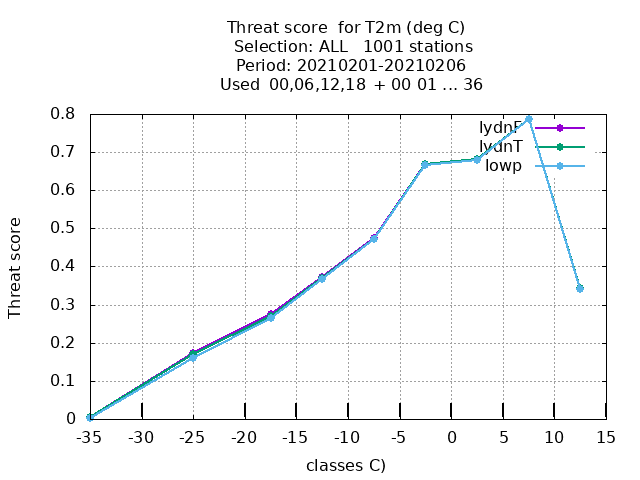 Threat score for T2m (deg C)
Selection: ALL 1001 stations
Period: 20210201-20210206
Used 00,06,12,18 + 00 01 ... 36
0.8
0.7
0.6
0.5
0.4
0.3
0.2
0.1
0
Threat score
lydnF
lydnT
lowp
-35 -30 -25 -20 -15 -10 -5 0 5 10 15
classes C)